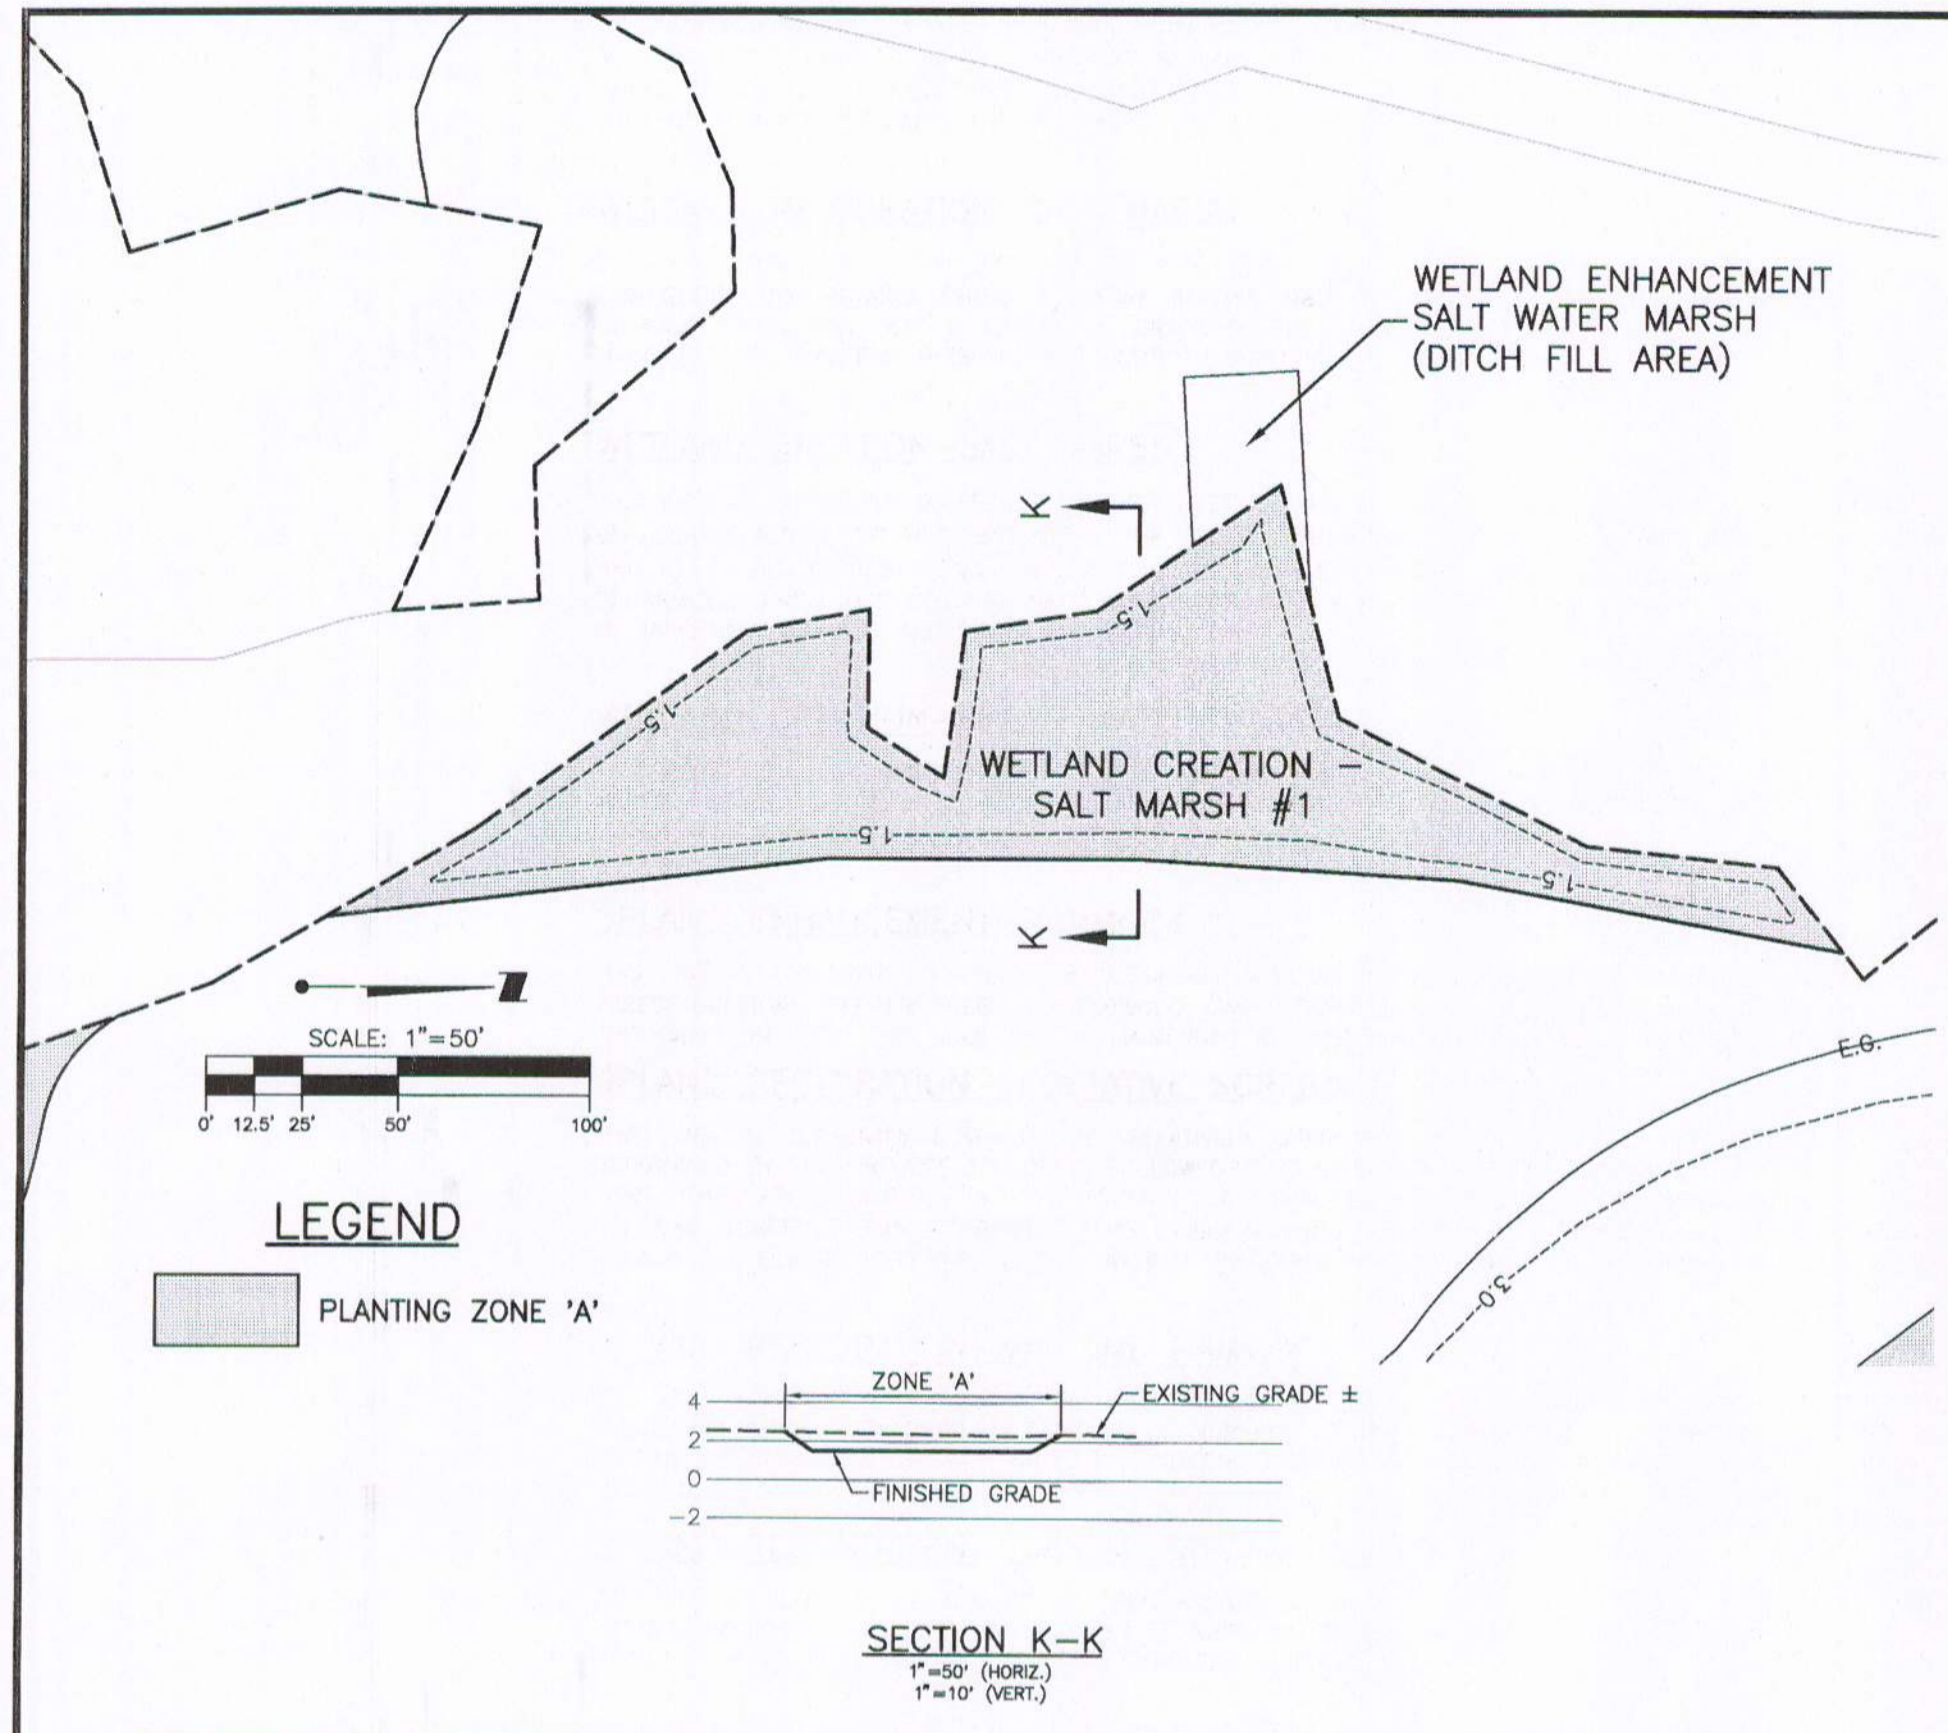 WETLAND ENHANCEMENT
SALT WATER MARSH
(DITCH FILL AREA)
K
1.5
1.5
WETLAND CREATION –
SALT MARSH #1
1.5
1.5
K
N
SCALE: 1"=50'
0' 12.5' 25' 50' 100'
E.G.
3.0
LEGEND
PLANTING ZONE 'A'
ZONE 'A'
EXISTING GRADE ±
4
2
0
FINISHED GRADE
-2
SECTION K–K
1"=50' (HORIZ.)
1"=10' (VERT.)